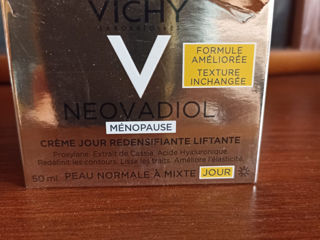 VICHY
LABORATOIRES
V
FORMULE
AMÉLIORÉE
TEXTURE
INCHANGÉE
NEOVADIOL
MÉNOPAUSE
CRÈME JOUR REDENSIFIANTE LIFTANTE
Proxylane. Extrait de Cassia, Acide Hyaluronique.
Redéfinit les contours. Lisse les traits. Améliore l'élasticité.
50 mL PEAU NORMALE À MIXTE JOUR